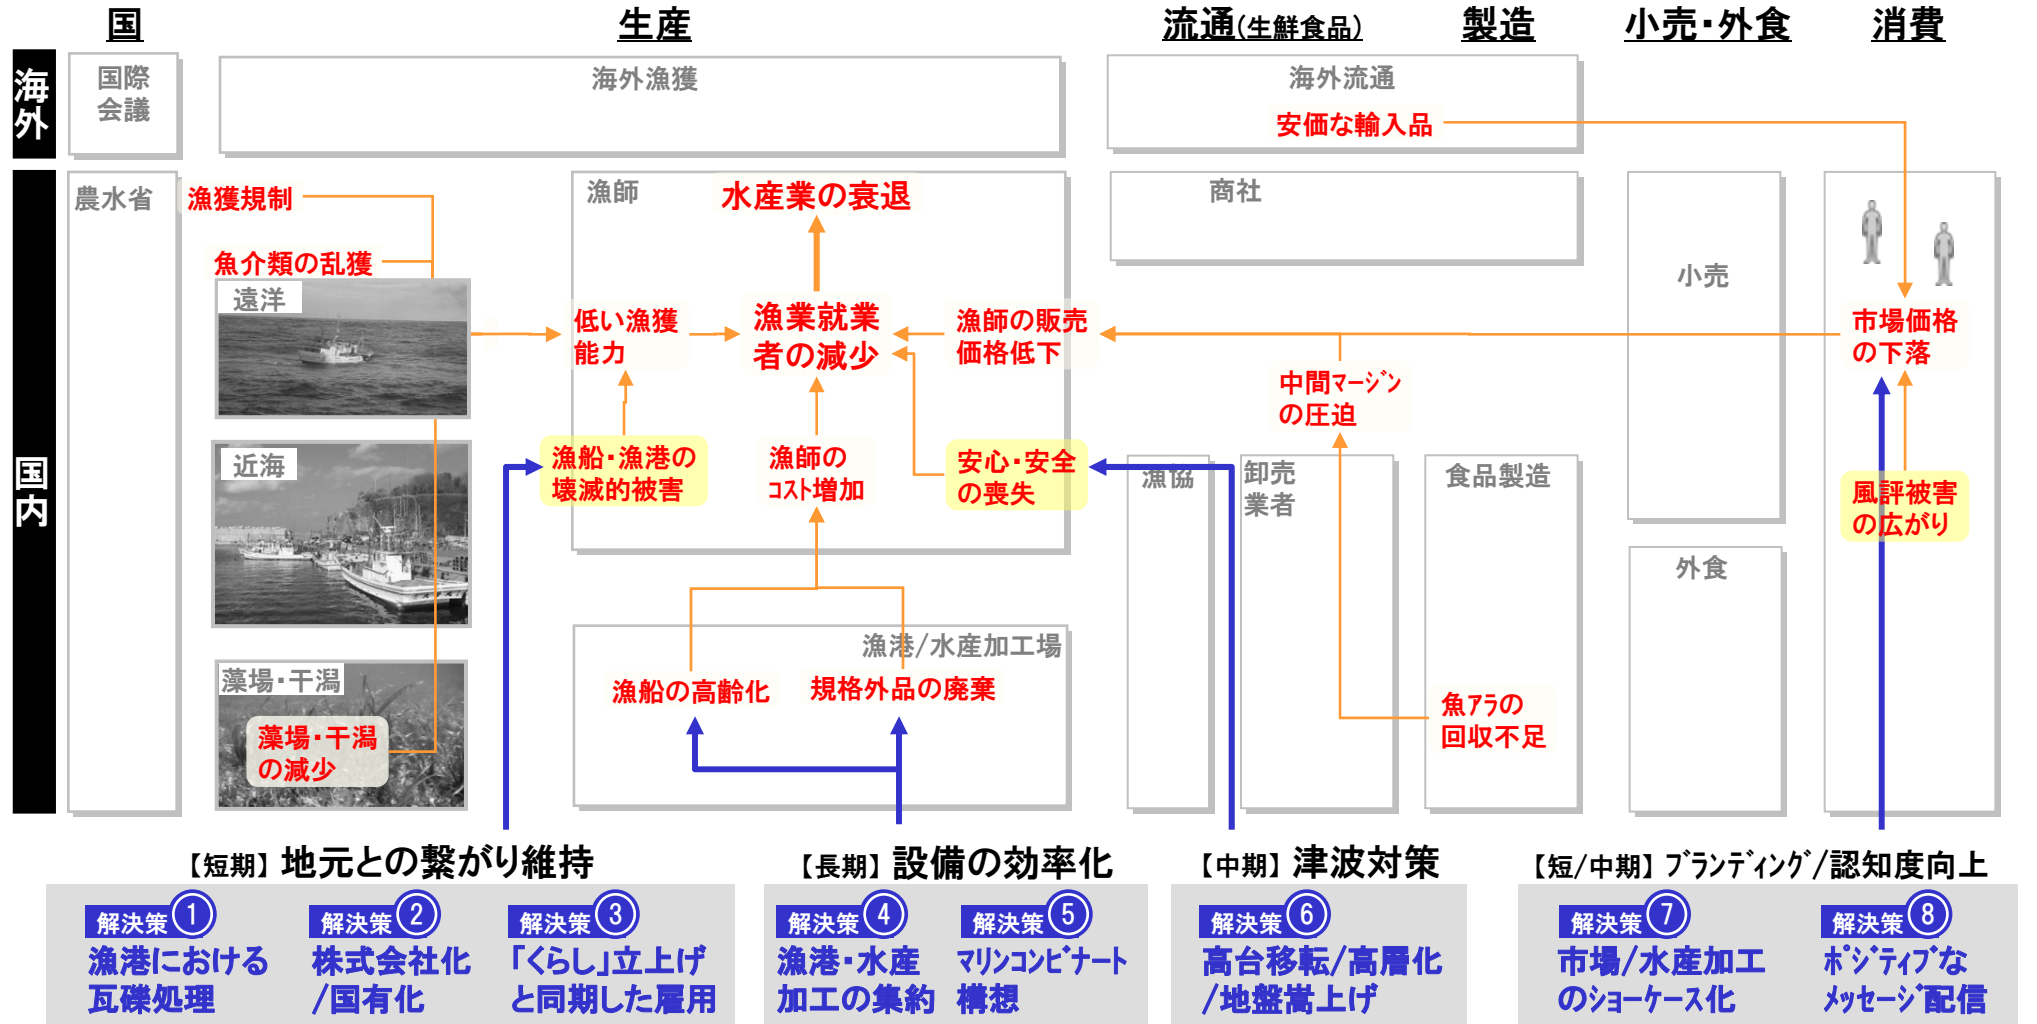 国
生産
流通(生鮮食品)
製造
小売・外食
消費
海外
国際
会議
海外漁獲
海外流通
安価な輸入品
国内
農水省
漁獲規制
魚介類の乱獲
遠洋
近海
藻場・干潟
藻場・干潟
の減少
漁師
水産業の衰退
低い漁獲
能力
漁業就業
者の減少
漁師の販売
価格低下
漁船・漁港の
壊滅的被害
漁師の
コスト増加
安心・安全
の喪失
漁港/水産加工場
漁船の高齢化
規格外品の廃棄
商社
中間マージン
の圧迫
漁協
卸売
業者
食品製造
魚アラの
回収不足
小売
外食
市場価格
の下落
風評被害
の広がり
【短期】地元との繋がり維持
解決策 1
漁港における
瓦礫処理
解決策 2
株式会社化
/国有化
解決策 3
「くらし」立上げ
と同期した雇用
【長期】設備の効率化
解決策 4
漁港・水産
加工の集約
解決策 5
マリンコンビナート
構想
【中期】津波対策
解決策 6
高台移転/高層化
/地盤嵩上げ
【短/中期】ブランディング/認知度向上
解決策 7
市場/水産加工
のショーケース化
解決策 8
ポジティブな
メッセージ配信